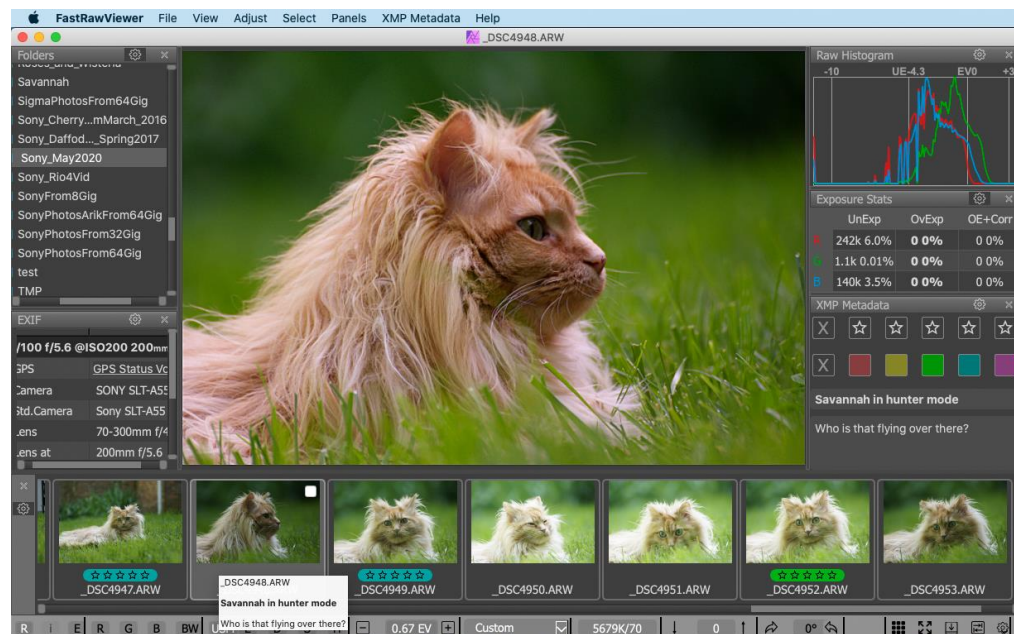 FastRawViewer File View Adjust Select Panels XMP Metadata Help
_DSC4948.ARW
Folders
Roses_and_Wisteria
Savannah
SigmaPhotosFrom64Gig
Sony_Cherry...mMarch_2016
Sony_Daffod..._Spring2017
Sony_May2020
Sony_Rio4Vid
SonyFrom8Gig
SonyPhotosArikFrom64Gig
SonyPhotosFrom32Gig
SonyPhotosFrom64Gig
test
TMP
EXIF
/100 f/5.6 @ISO200 200mm
GPS GPS Status Vo
Camera SONY SLT-A55
Std.Camera Sony SLT-A55
Lens 70-300mm f/4
Lens at 200mm f/5.6
Raw Histogram
-10 UE-4.3 EV0 +3
Exposure Stats
UnExp OvExp OE+Corr
R 242k 6.0% 0 0% 0 0%
G 1.1k 0.01% 0 0% 0 0%
B 140k 3.5% 0 0% 0 0%
XMP Metadata
X
X
Savannah in hunter mode
Who is that flying over there?
_DSC4947.ARW
_DSC4949.ARW
_DSC4950.ARW
_DSC4951.ARW
_DSC4952.ARW
_DSC4953.ARW
_DSC4948.ARW
Savannah in hunter mode
Who is that flying over there?
R i E R G B BW
0.67 EV Custom 5679K/70 0 0°